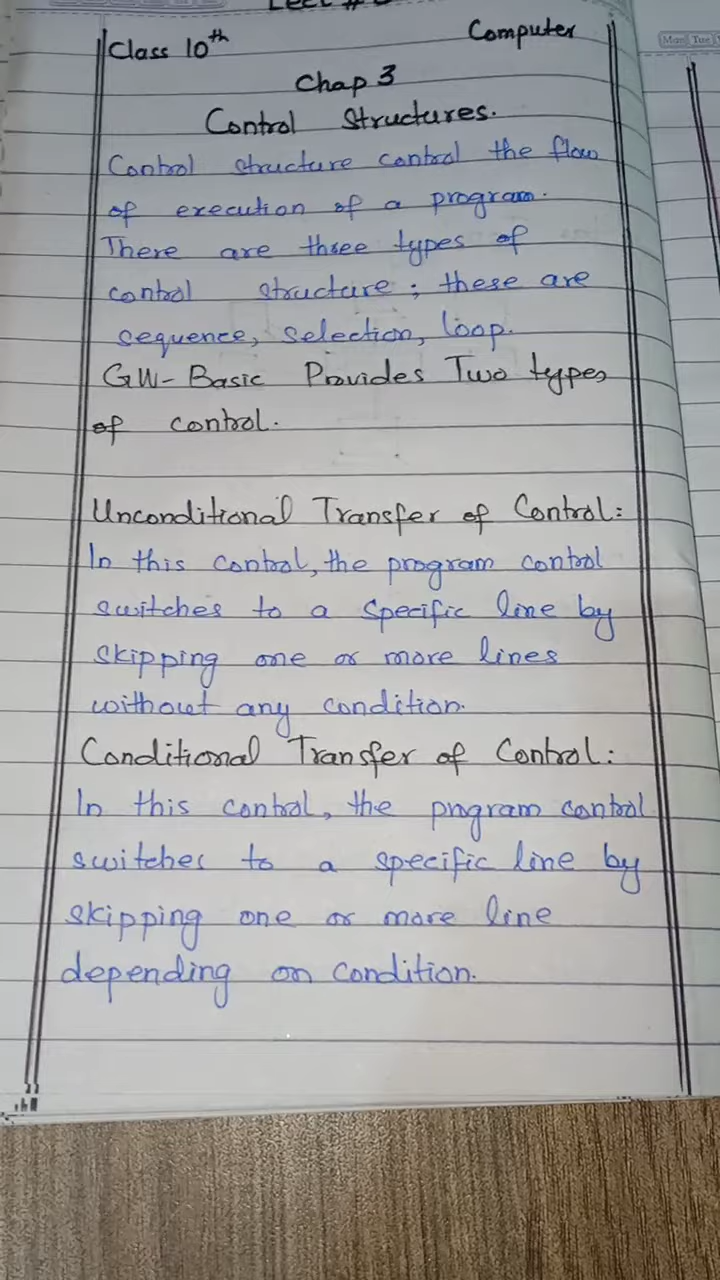 Class 10th Computer
Chap 3
Control Structures.
Control structure control the flow
of execution of a program.
There are three types of
control structure; these are
sequence, selection, loop.
GW-Basic Provides Two types
of control.
Unconditional Transfer of Control:
In this control, the program control
switches to a specific line by
skipping one or more lines
without any condition.
Conditional Transfer of Control:
In this control, the program control
switches to a specific line by
skipping one or more line
depending on condition.
Mon Tue